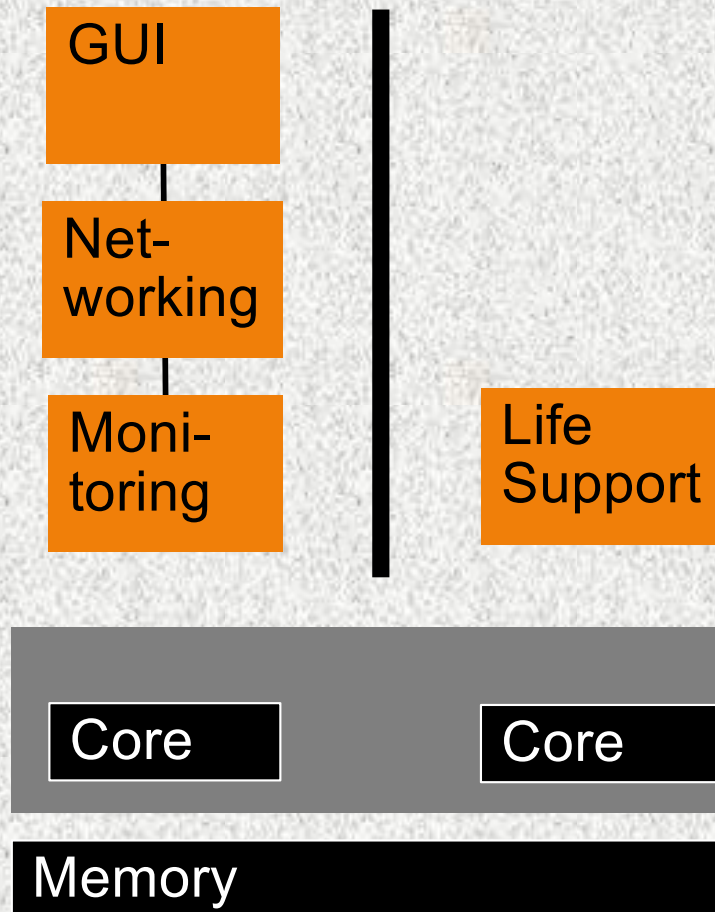 GUI
Net-
working
Moni-
toring
Life
Support
Core
Core
Memory